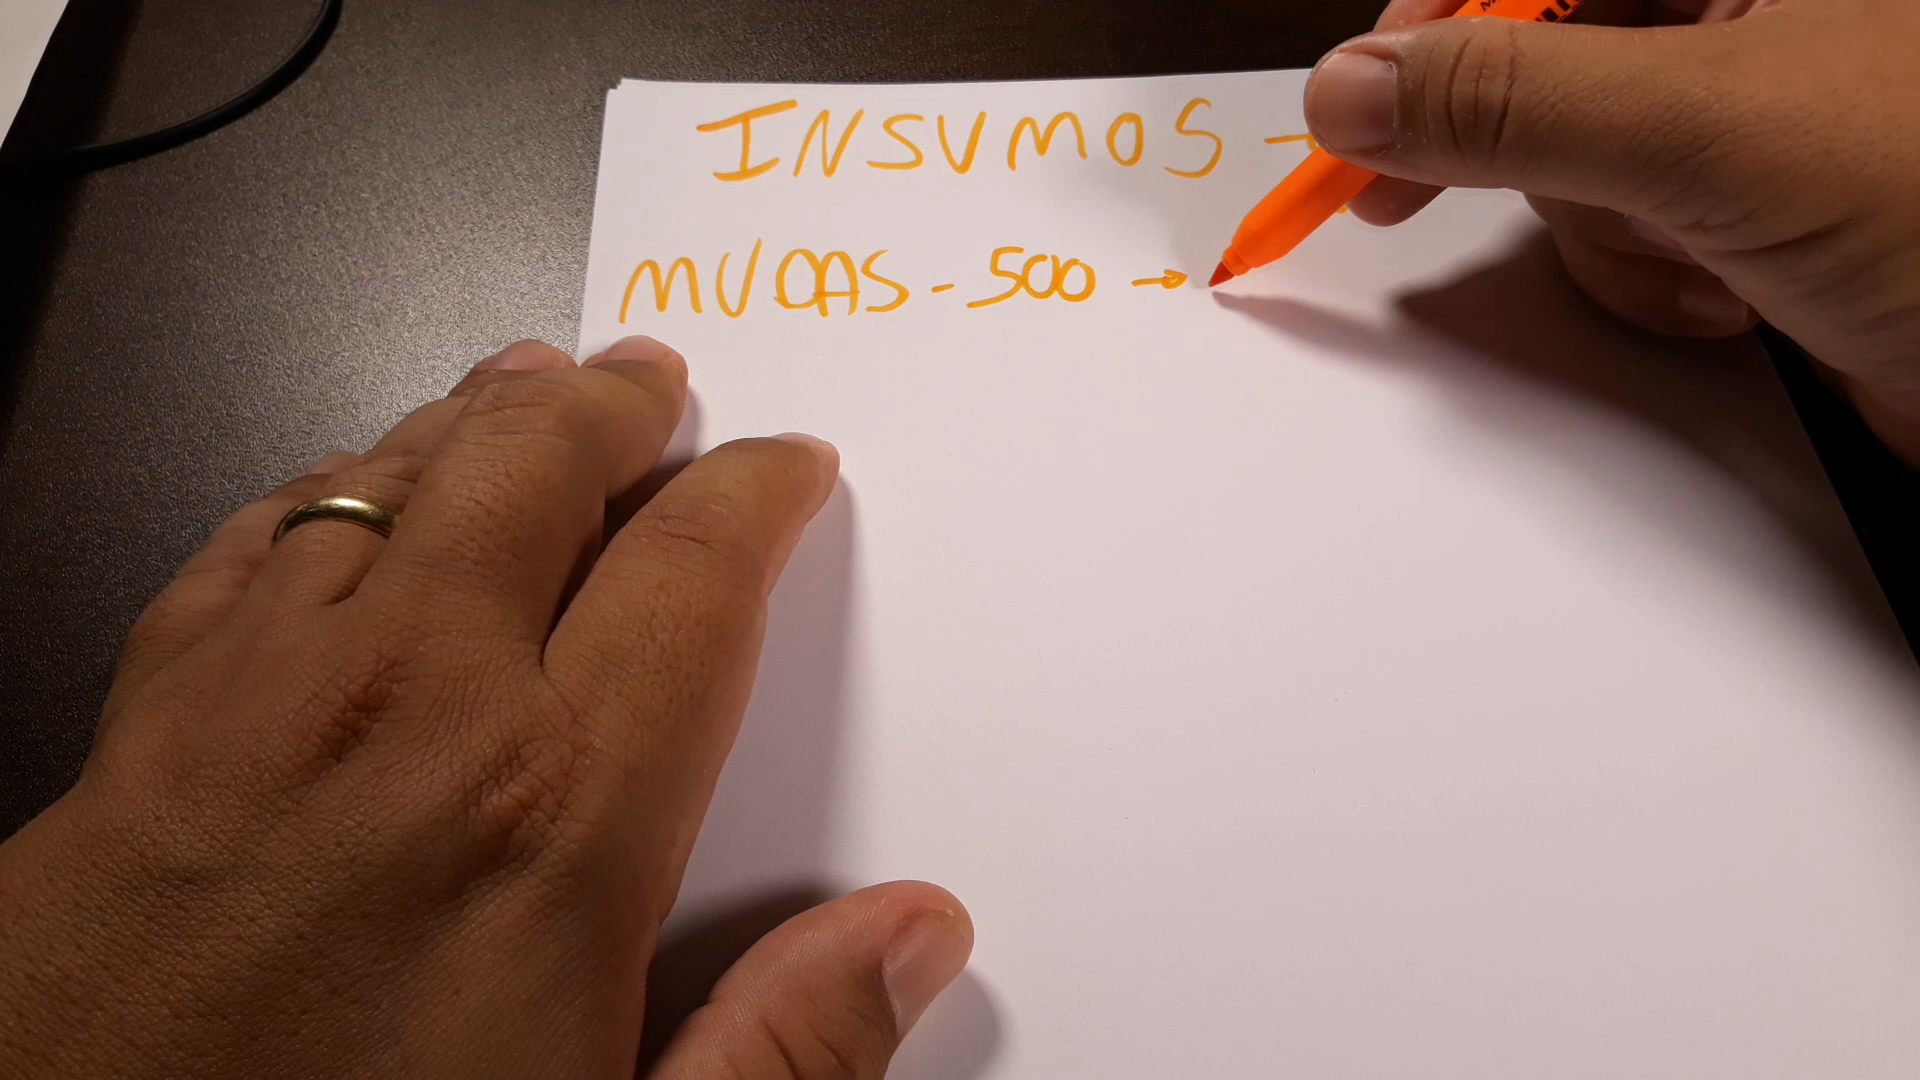 INSUMOS -
MUDAS - 500 →